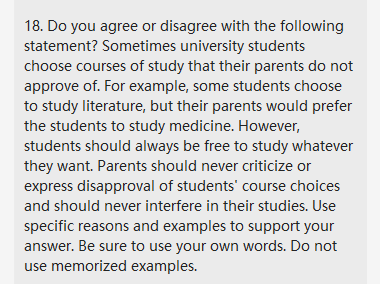 18. Do you agree or disagree with the following
statement? Sometimes university students
choose courses of study that their parents do not
approve of. For example, some students choose
to study literature, but their parents would prefer
the students to study medicine. However,
students should always be free to study whatever
they want. Parents should never criticize or
express disapproval of students' course choices
and should never interfere in their studies. Use
specific reasons and examples to support your
answer. Be sure to use your own words. Do not
use memorized examples.